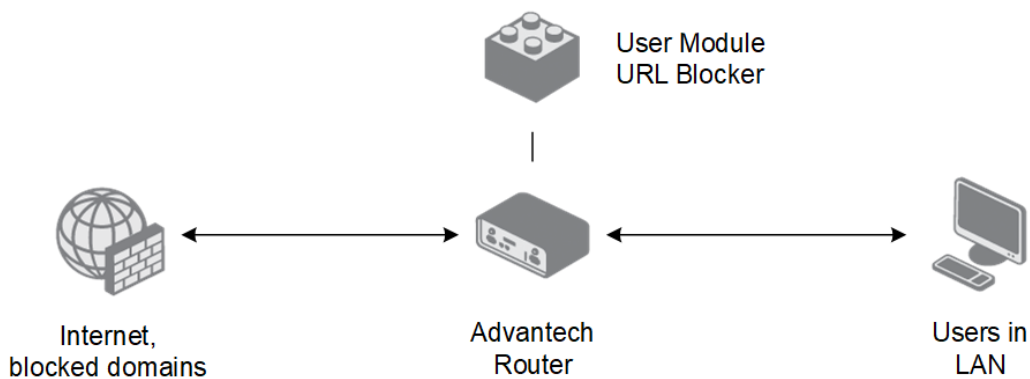 User Module
URL Blocker
Internet,
blocked domains
Advantech
Router
Users in
LAN